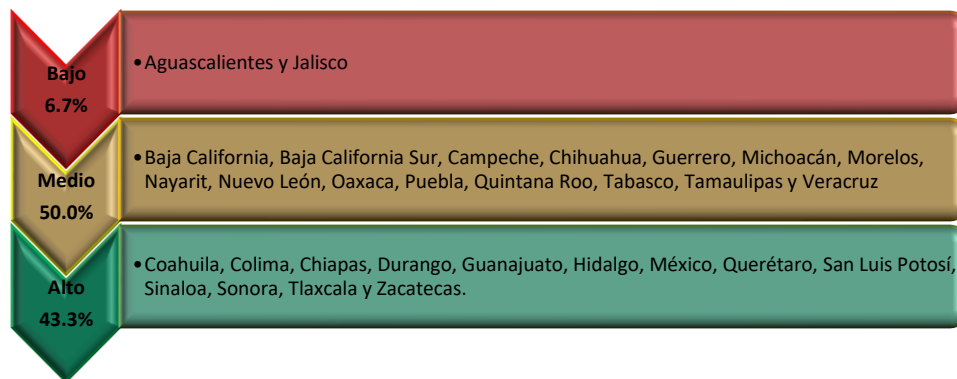 Bajo
6.7%
•Aguascalientes y Jalisco
Medio
50.0%
•Baja California, Baja California Sur, Campeche, Chihuahua, Guerrero, Michoacán, Morelos,
Nayarit, Nuevo León, Oaxaca, Puebla, Quintana Roo, Tabasco, Tamaulipas y Veracruz
Alto
43.3%
•Coahuila, Colima, Chiapas, Durango, Guanajuato, Hidalgo, México, Querétaro, San Luis Potosí,
Sinaloa, Sonora, Tlaxcala y Zacatecas.